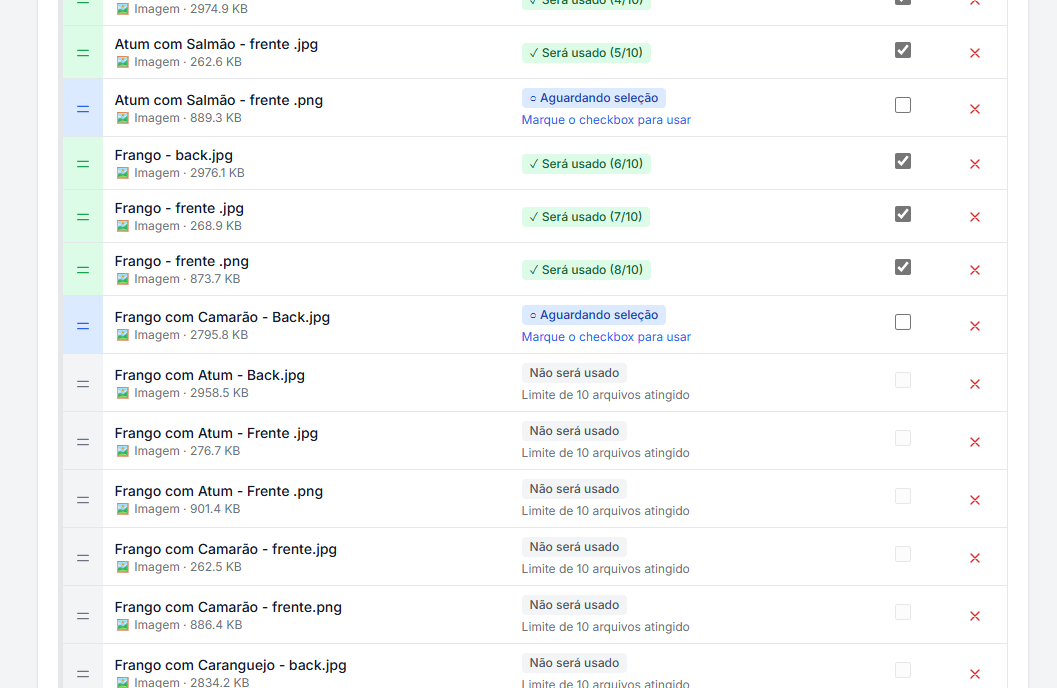 Imagem · 2974.9 KB
✓ Será usado (4/10)
Atum com Salmão - frente .jpg
Imagem · 262.6 KB
✓ Será usado (5/10)
Atum com Salmão - frente .png
Imagem · 889.3 KB
○ Aguardando seleção
Marque o checkbox para usar
Frango - back.jpg
Imagem · 2976.1 KB
✓ Será usado (6/10)
Frango - frente .jpg
Imagem · 268.9 KB
✓ Será usado (7/10)
Frango - frente .png
Imagem · 873.7 KB
✓ Será usado (8/10)
Frango com Camarão - Back.jpg
Imagem · 2795.8 KB
○ Aguardando seleção
Marque o checkbox para usar
Frango com Atum - Back.jpg
Imagem · 2958.5 KB
Não será usado
Limite de 10 arquivos atingido
Frango com Atum - Frente .jpg
Imagem · 276.7 KB
Não será usado
Limite de 10 arquivos atingido
Frango com Atum - Frente .png
Imagem · 901.4 KB
Não será usado
Limite de 10 arquivos atingido
Frango com Camarão - frente.jpg
Imagem · 262.5 KB
Não será usado
Limite de 10 arquivos atingido
Frango com Camarão - frente.png
Imagem · 886.4 KB
Não será usado
Limite de 10 arquivos atingido
Frango com Caranguejo - back.jpg
Imagem · 2834.2 KB
Não será usado
Limite de 10 arquivos atingido